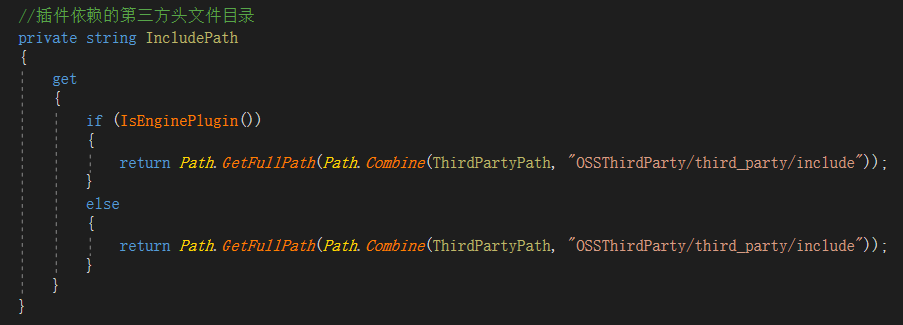 //插件依赖的第三方头文件目录
private string IncludePath
{
get
{
if (IsEnginePlugin())
{
return Path.GetFullPath(Path.Combine(ThirdPartyPath, "OSSThirdParty/third_party/include"));
}
else
{
return Path.GetFullPath(Path.Combine(ThirdPartyPath, "OSSThirdParty/third_party/include"));
}
}
}